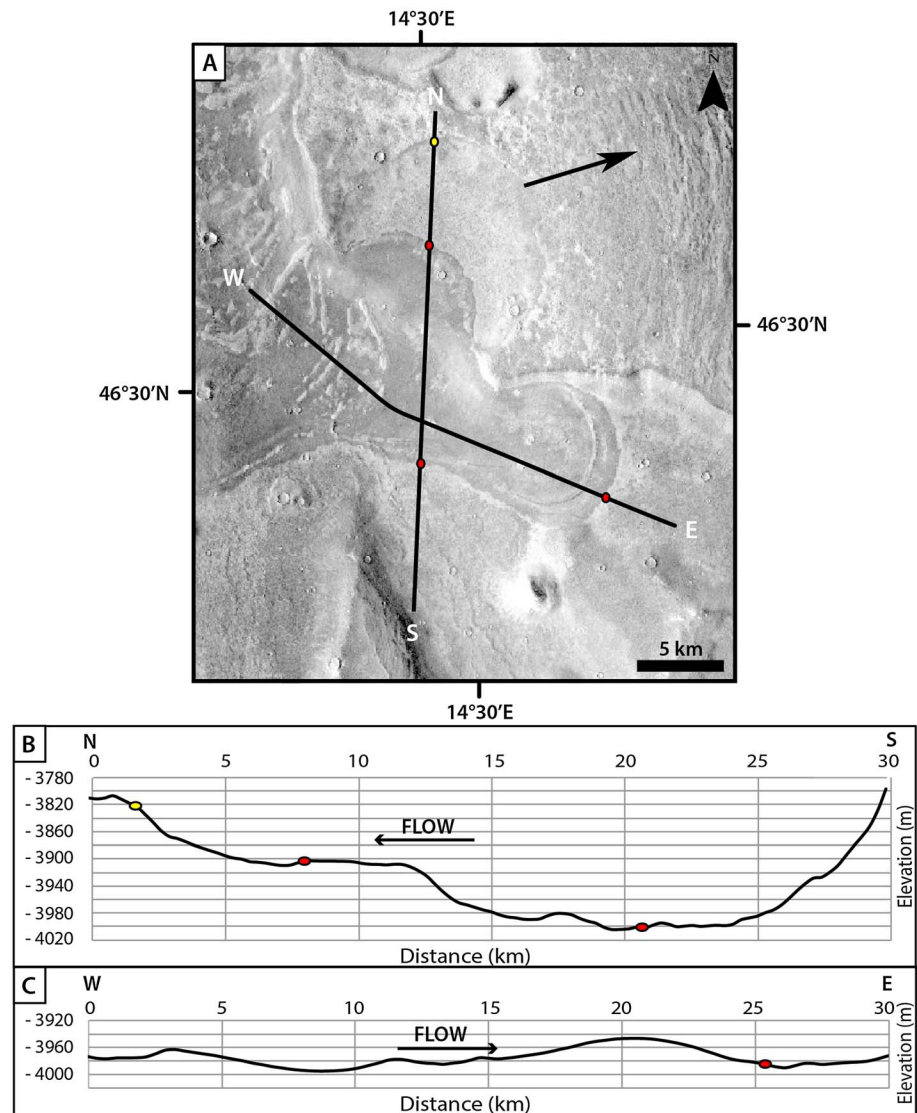 14°30'E
A
N
N
W
46°30'N
46°30'N
E
S
5 km
14°30'E
B
N
S
0 5 10 15 20 25 30
- 3780
- 3820
- 3860
- 3900
- 3940
- 3980
- 4020
FLOW
Elevation (m)
Distance (km)
C
W
E
0 5 10 15 20 25 30
- 3920
- 3960
- 4000
FLOW
Elevation (m)
Distance (km)